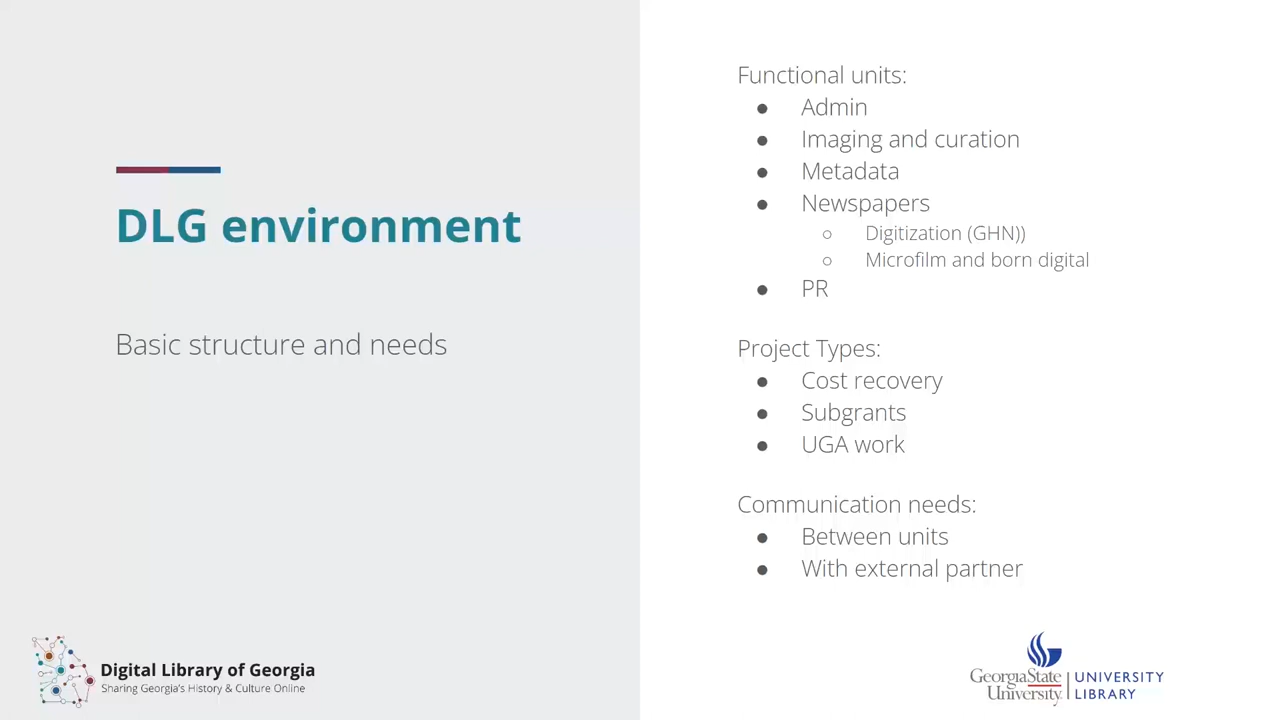 DLG environment
Basic structure and needs
Functional units:
● Admin
● Imaging and curation
● Metadata
● Newspapers
○ Digitization (GHN))
○ Microfilm and born digital
● PR
Project Types:
● Cost recovery
● Subgrants
● UGA work
Communication needs:
● Between units
● With external partner
Digital Library of Georgia
Sharing Georgia's History & Culture Online
GeorgiaState
University
UNIVERSITY
LIBRARY